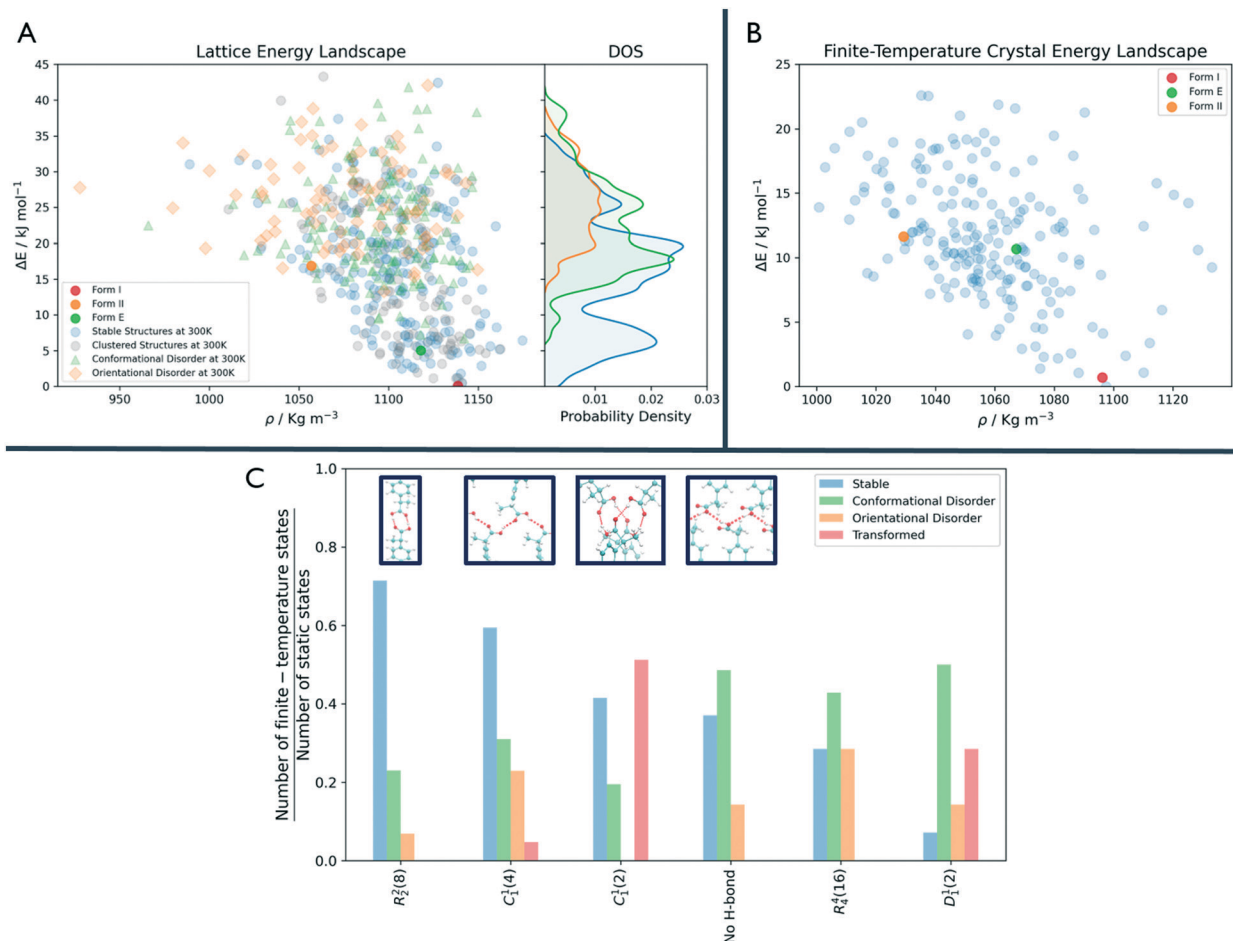 A
Lattice Energy Landscape
DOS
ΔE / kJ mol⁻¹
45
40
35
30
25
20
15
10
5
0
Form I
Form II
Form E
Stable Structures at 300K
Clustered Structures at 300K
Conformational Disorder at 300K
Orientational Disorder at 300K
950
1000
1050
1100
1150
ρ / Kg m⁻³
0.01
0.02
0.03
Probability Density
B
Finite-Temperature Crystal Energy Landscape
ΔE / kJ mol⁻¹
25
20
15
10
5
0
Form I
Form E
Form II
1000
1020
1040
1060
1080
1100
1120
ρ / Kg m⁻³
C
Number of finite − temperature states
Number of static states
1.0
0.8
0.6
0.4
0.2
0.0
Stable
Conformational Disorder
Orientational Disorder
Transformed
R²₂(8)
C¹₁(4)
C¹₁(2)
No H-bond
R⁴₄(16)
D¹₁(2)